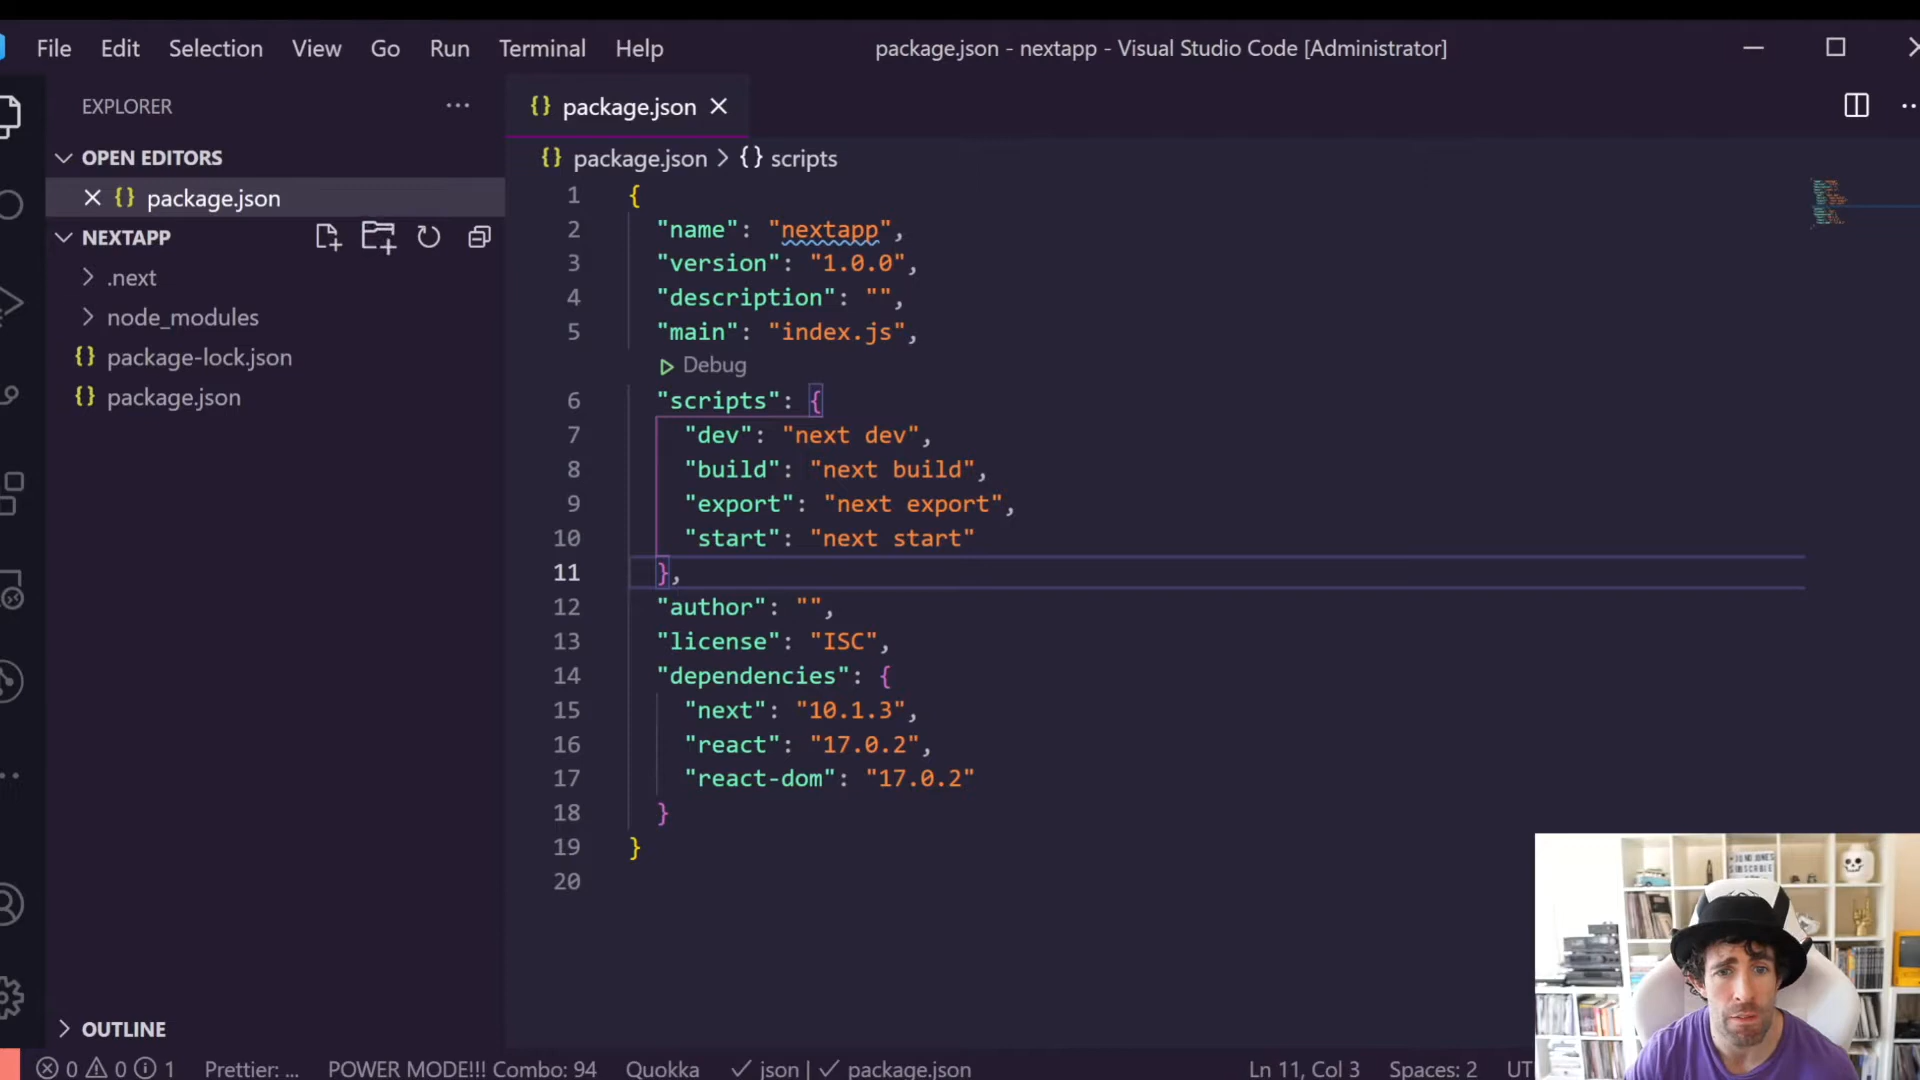 File Edit Selection View Go Run Terminal Help package.json - nextapp - Visual Studio Code [Administrator]
EXPLORER
OPEN EDITORS
package.json
NEXTAPP
.next
node_modules
package-lock.json
package.json
OUTLINE
package.json
package.json > {} scripts
1 {
2 "name": "nextapp",
3 "version": "1.0.0",
4 "description": "",
5 "main": "index.js",
Debug
6 "scripts": {
7 "dev": "next dev",
8 "build": "next build",
9 "export": "next export",
10 "start": "next start"
11 },
12 "author": "",
13 "license": "ISC",
14 "dependencies": {
15 "next": "10.1.3",
16 "react": "17.0.2",
17 "react-dom": "17.0.2"
18 }
19 }
20
0 0 1 Prettier: ... POWER MODE!!! Combo: 94 Quokka json | package.json Ln 11, Col 3 Spaces: 2 UT